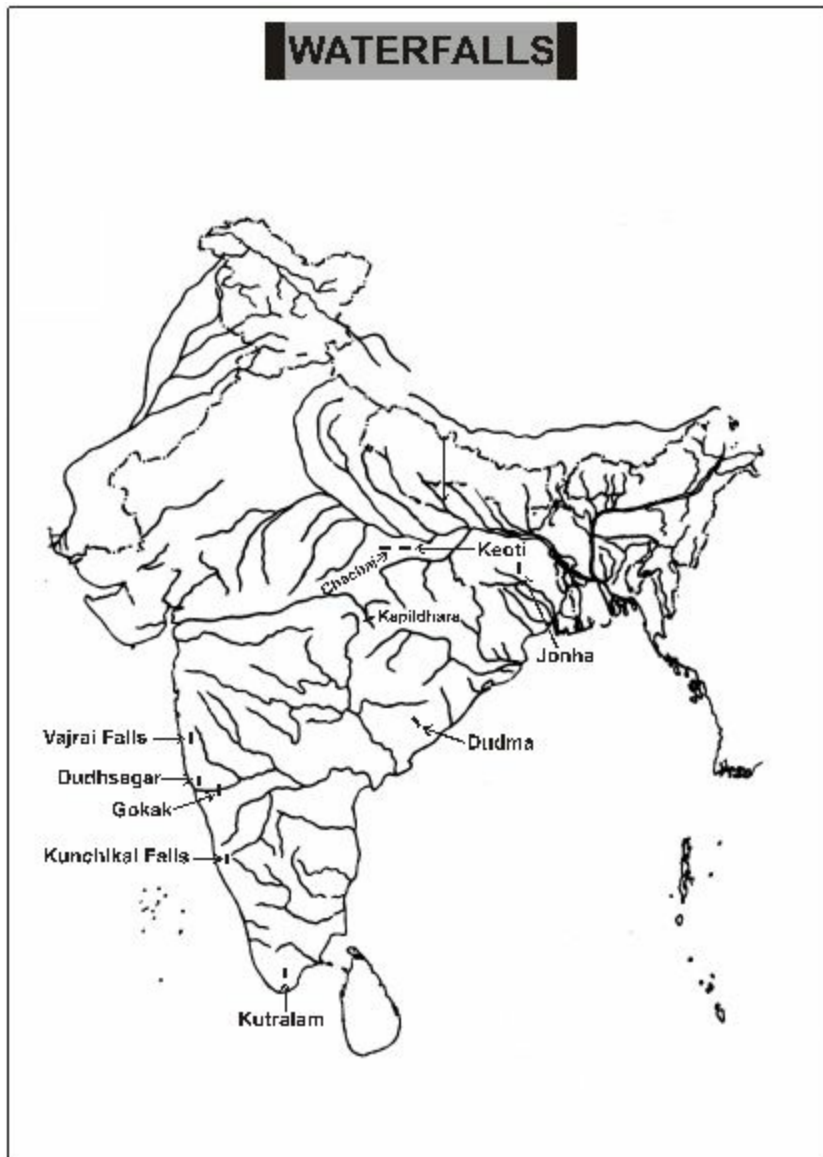 WATERFALLS
Keoti
Chachai
Kapildhara
Jonha
Vajrai Falls
Dudma
Dudhsagar
Gokak
Kunchikal Falls
Kutralam